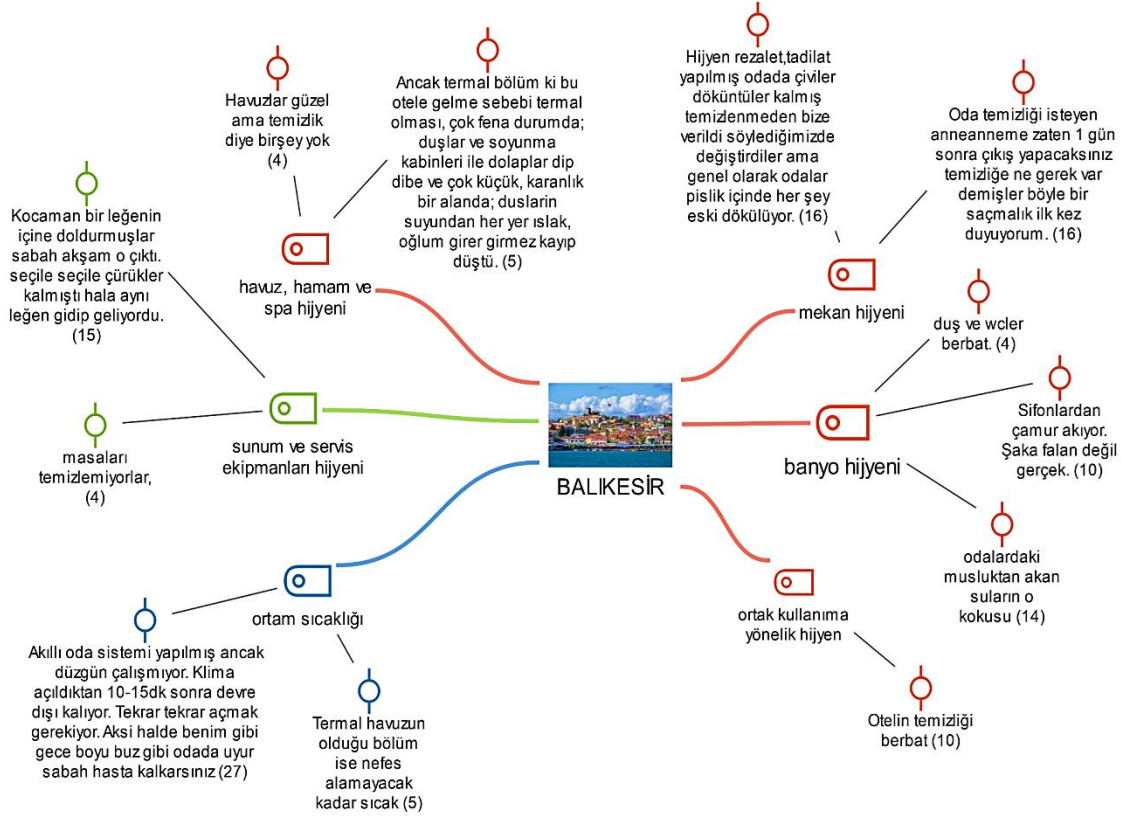 Havuzlar güzel
ama temizlik
diye birşey yok
(4)
Ancak termal bölüm ki bu
otele gelme sebebi termal
olması, çok fena durumda;
duşlar ve soyunma
kabinleri ile dolaplar dip
dibe ve çok küçük, karanlık
bir alanda; dusların
suyundan her yer ıslak,
oğlum girer girmez kayıp
düştü. (5)
havuz, hamam ve
spa hijyeni
Kocaman bir leğenin
içine doldurmuşlar
sabah akşam o çıktı.
seçile seçile çürükler
kalmıştı hala aynı
leğen gidip geliyordu.
(15)
masaları
temizlemiyorlar,
(4)
sunum ve servis
ekipmanları hijyeni
ortam sıcaklığı
Akıllı oda sistemi yapılmış ancak
düzgün çalışmıyor. Klima
açıldıktan 10-15dk sonra devre
dışı kalıyor. Tekrar tekrar açmak
gerekiyor. Aksi halde benim gibi
gece boyu buz gibi odada uyur
sabah hasta kalkarsınız (27)
Termal havuzun
olduğu bölüm
ise nefes
alamayacak
kadar sıcak (5)
BALIKESİR
Hijyen rezalet,tadilat
yapılmış odada çiviler
döküntüler kalmış
temizlenmeden bize
verildi söylediğimizde
değiştirdiler ama
genel olarak odalar
pislik içinde her şey
eski dökülüyor. (16)
Oda temizliği isteyen
anneanneme zaten 1 gün
sonra çıkış yapacaksınız
temizliğe ne gerek var
demişler böyle bir
saçmalık ilk kez
duyuyorum. (16)
mekan hijyeni
duş ve wcler
berbat. (4)
Sifonlardan
çamur akıyor.
Şaka falan değil
gerçek. (10)
banyo hijyeni
odalardaki
musluktan akan
suların o
kokusu (14)
ortak kullanıma
yönelik hijyen
Otelin temizliği
berbat (10)